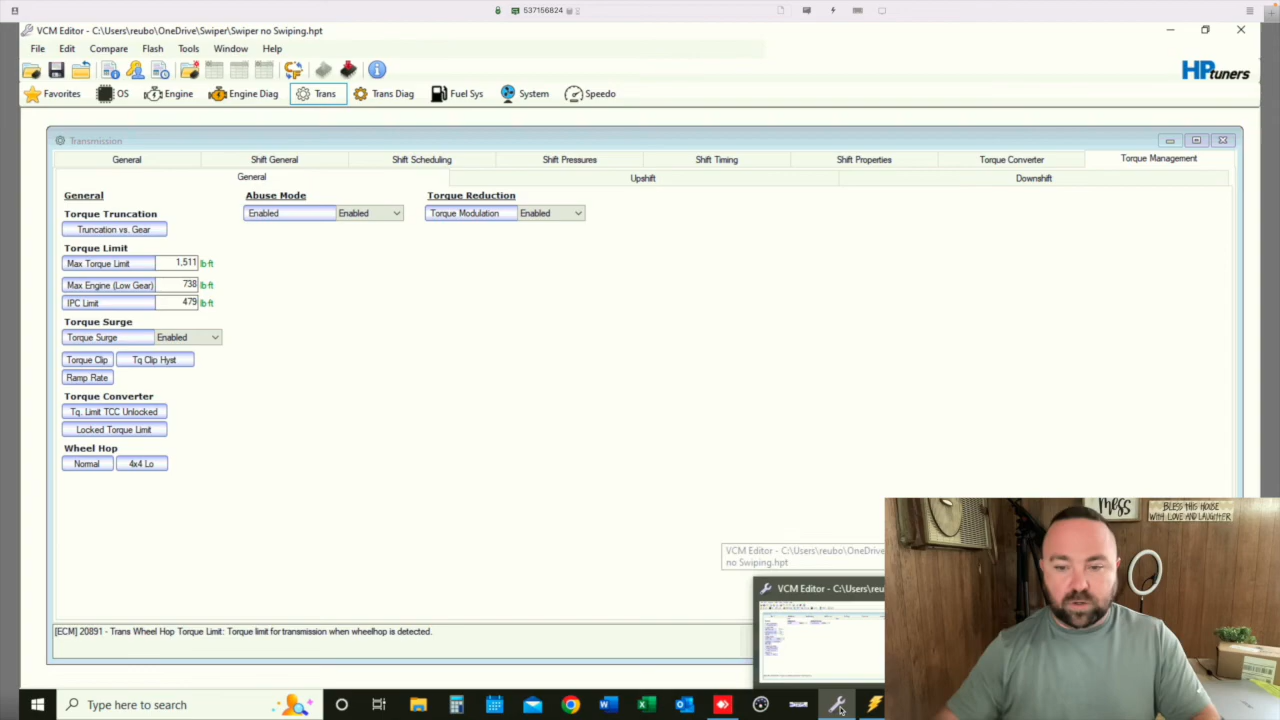 537156824
VCM Editor - C:\Users\reubo\OneDrive\Swiper\Swiper no Swiping.hpt
File Edit Compare Flash Tools Window Help
HPtuners
Favorites OS Engine Engine Diag Trans Trans Diag Fuel Sys System Speedo
Transmission
General Shift General Shift Scheduling Shift Pressures Shift Timing Shift Properties Torque Converter Torque Management
General Upshift Downshift
General Abuse Mode Torque Reduction
Torque Truncation Enabled Enabled Torque Modulation Enabled
Truncation vs. Gear
Torque Limit
Max Torque Limit 1,511 lb·ft
Max Engine (Low Gear) 738 lb·ft
IPC Limit 479 lb·ft
Torque Surge
Torque Surge Enabled
Torque Clip Tq Clip Hyst
Ramp Rate
Torque Converter
Tq. Limit TCC Unlocked
Locked Torque Limit
Wheel Hop
Normal 4x4 Lo
mess
BLESS THIS HOUSE
WITH LOVE AND LAUGHTER
VCM Editor - C:\Users\reubo\OneDrive
no Swiping.hpt
VCM Editor - C:\Users\reu
[ECM] 20891 - Trans Wheel Hop Torque Limit: Torque limit for transmission when wheelhop is detected.
Type here to search